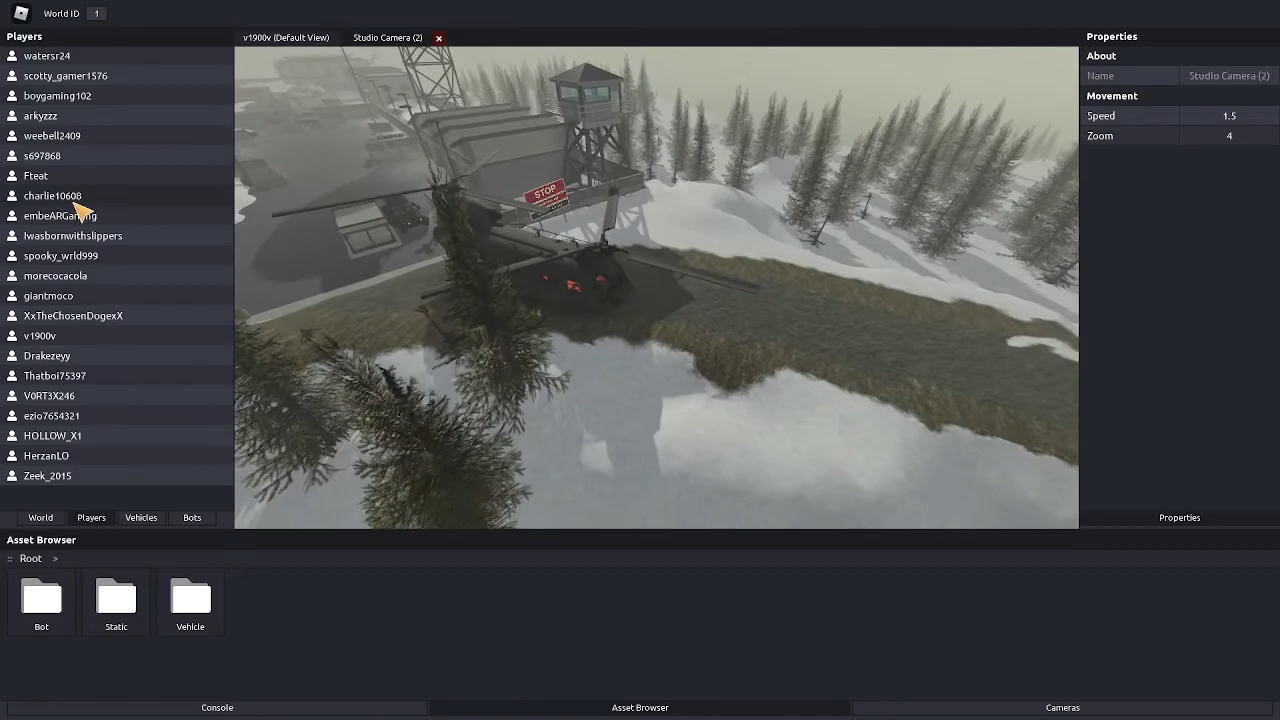 World ID 1
Players
watersr24
scotty_gamer1576
boygaming102
arkyzzz
weebell2409
s697868
Fteat
charlie10608
embeARGaming
Iwasbornwithslippers
spooky_wrld999
morecocacola
giantmoco
XxTheChosenDogexX
v1900v
Drakezeyy
Thatboi75397
V0RT3X246
ezio7654321
HOLLOW_X1
HerzanLO
Zeek_2015
World Players Vehicles Bots
v1900v (Default View) Studio Camera (2) x
STOP
Properties
About
Name Studio Camera (2)
Movement
Speed 1.5
Zoom 4
Properties
Asset Browser
:: Root >
Bot Static Vehicle
Console Asset Browser Cameras